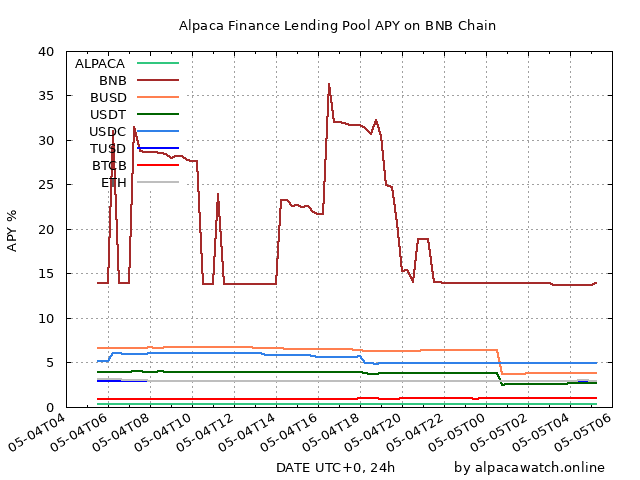 Alpaca Finance Lending Pool APY on BNB Chain
40
35
30
25
20
15
10
5
0
APY %
ALPACA
BNB
BUSD
USDT
USDC
TUSD
BTCB
ETH
05-04T04
05-04T06
05-04T08
05-04T10
05-04T12
05-04T14
05-04T16
05-04T18
05-04T20
05-04T22
05-05T00
05-05T02
05-05T04
05-05T06
DATE UTC+0, 24h
by alpacawatch.online